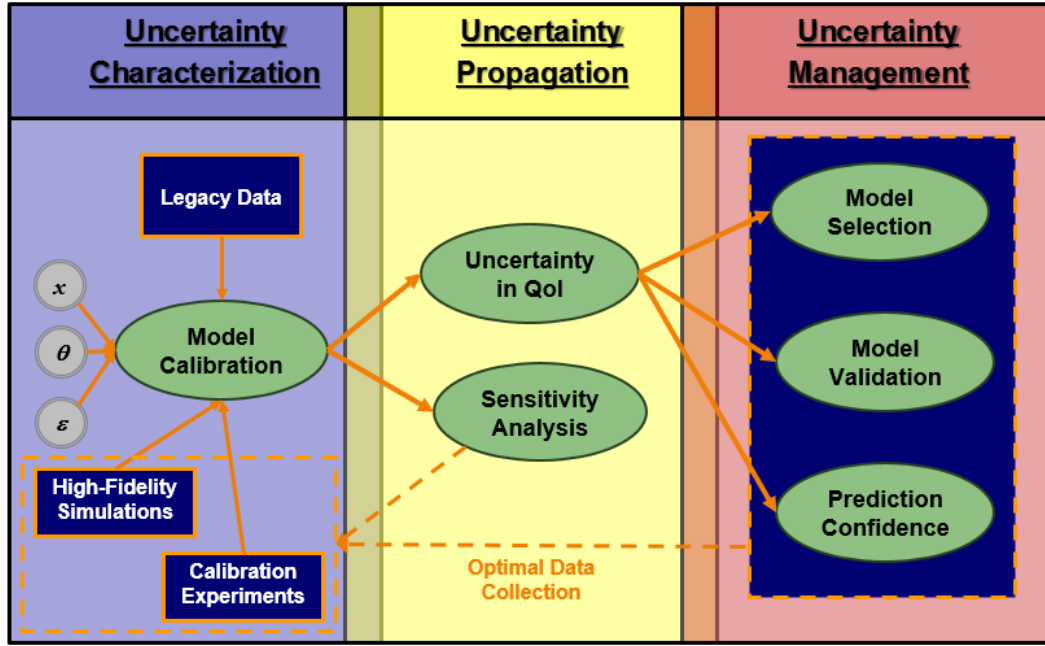 Uncertainty
Characterization
Uncertainty
Propagation
Uncertainty
Management
Legacy Data
x
θ
ε
Model
Calibration
High-Fidelity
Simulations
Calibration
Experiments
Uncertainty
in QoI
Sensitivity
Analysis
Optimal Data
Collection
Model
Selection
Model
Validation
Prediction
Confidence